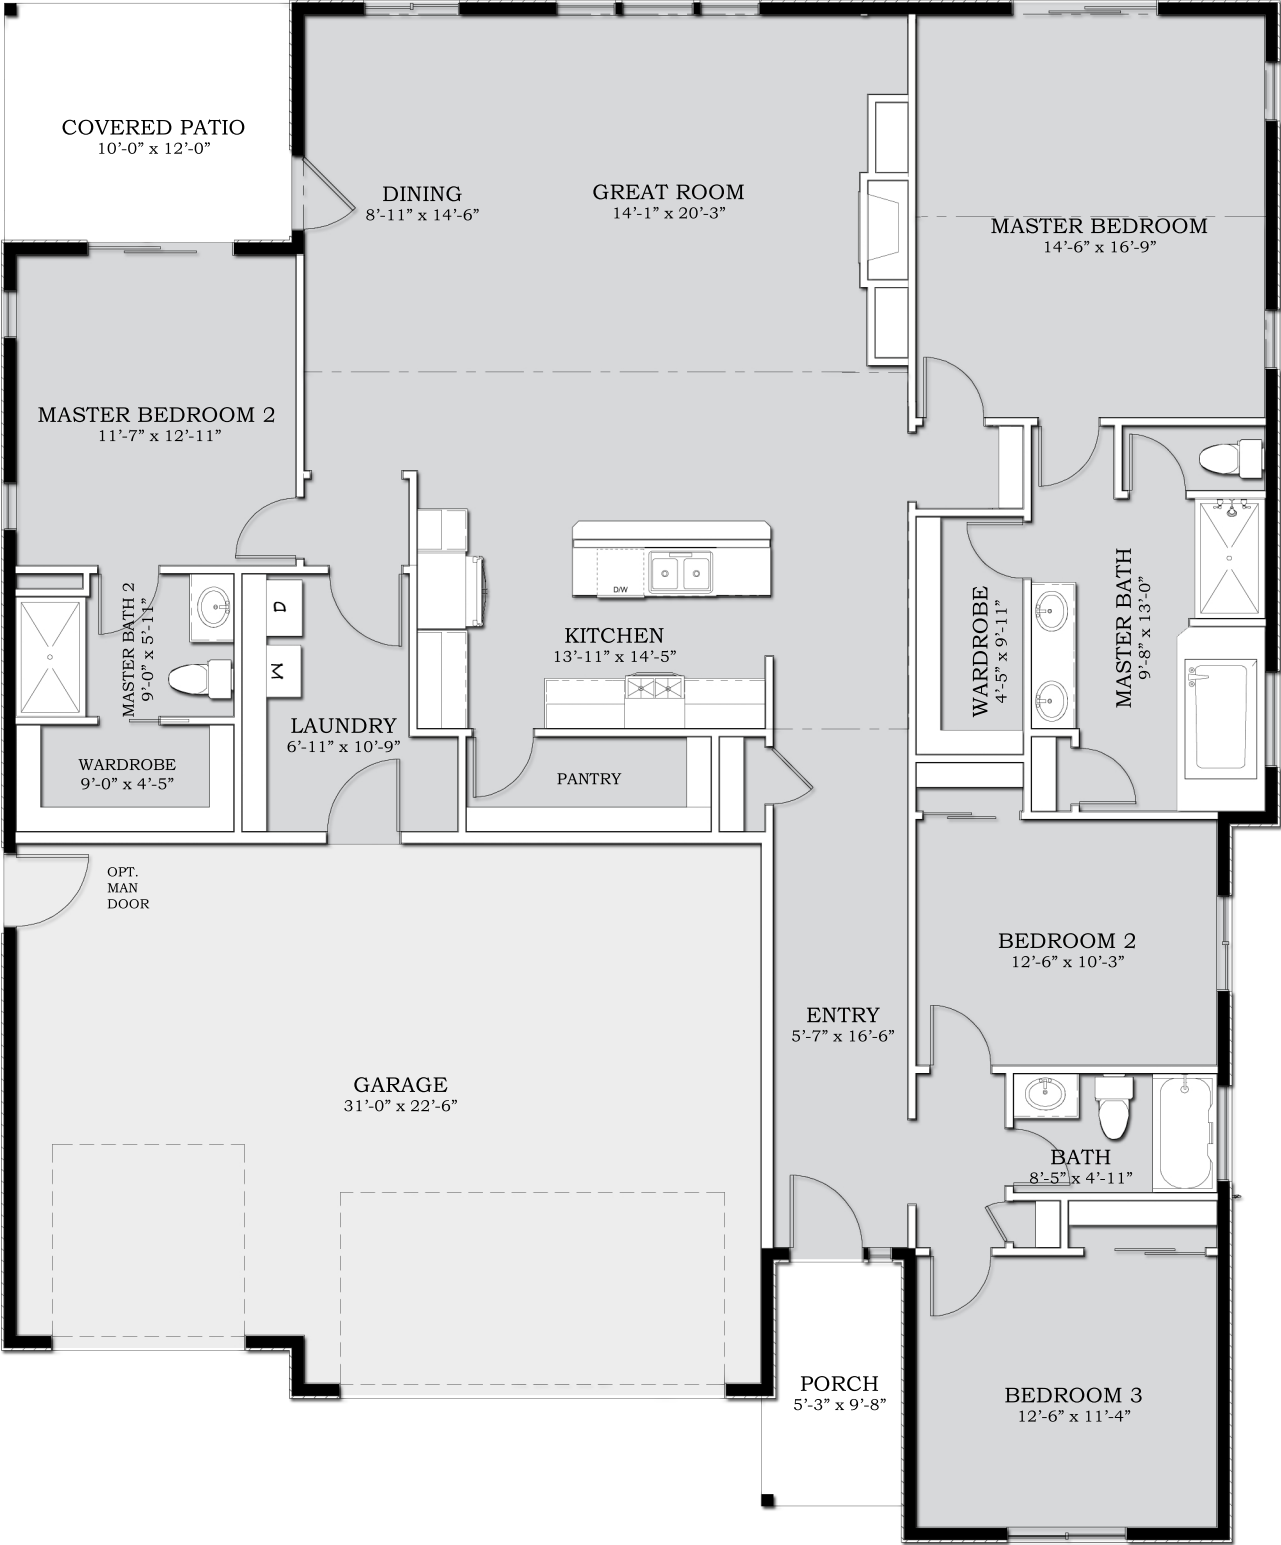 COVERED PATIO
10’-0” x 12’-0”
DINING
8’-11” x 14’-6”
GREAT ROOM
14’-1” x 20’-3”
MASTER BEDROOM
14’-6” x 16’-9”
MASTER BEDROOM 2
11’-7” x 12’-11”
MASTER BATH 2
9’-0” x 5’-11”
D
M
D/W
KITCHEN
13’-11” x 14’-5”
WARDROBE
4’-5” x 9’-11”
MASTER BATH
9’-8” x 13’-0”
LAUNDRY
6’-11” x 10’-9”
WARDROBE
9’-0” x 4’-5”
PANTRY
OPT.
MAN
DOOR
BEDROOM 2
12’-6” x 10’-3”
ENTRY
5’-7” x 16’-6”
GARAGE
31’-0” x 22’-6”
BATH
8’-5” x 4’-11”
PORCH
5’-3” x 9’-8”
BEDROOM 3
12’-6” x 11’-4”